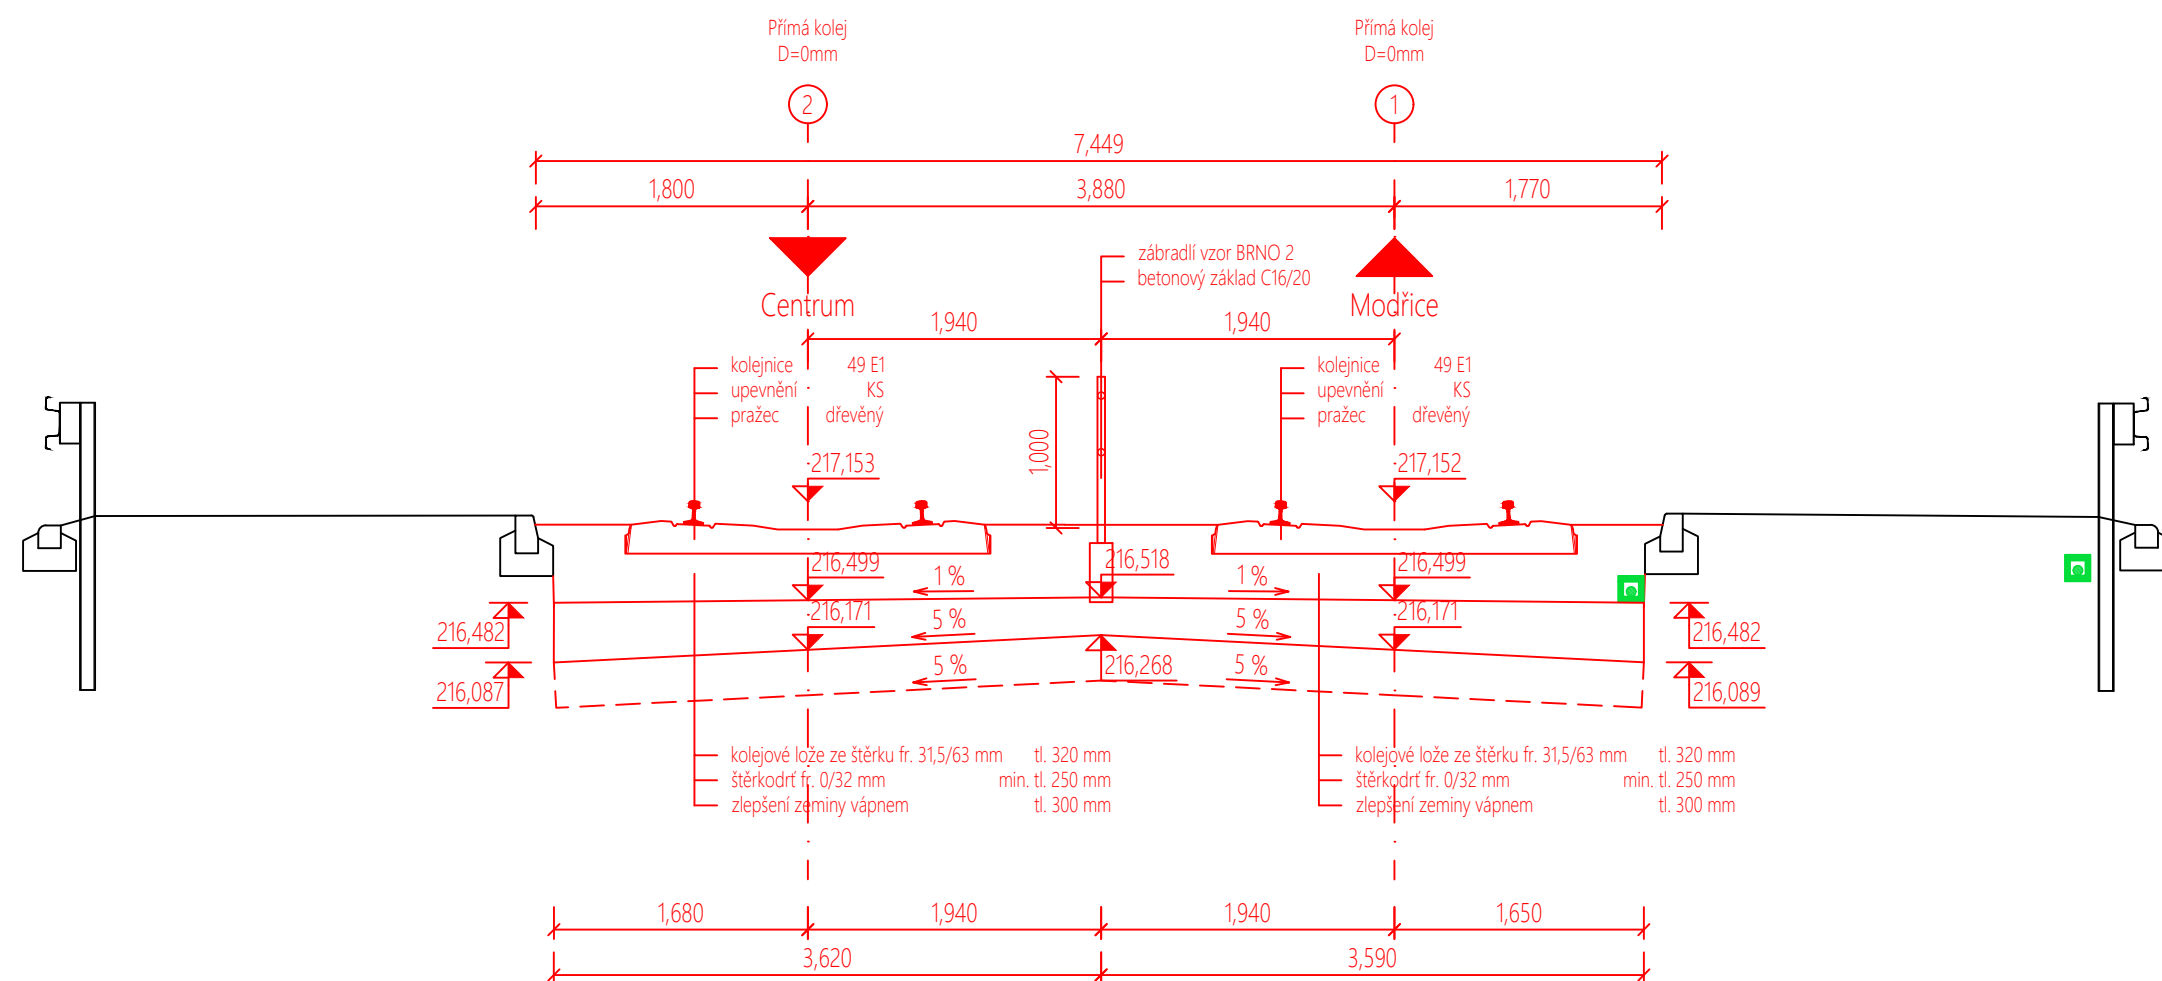 Přímá kolej
D=0mm
Přímá kolej
D=0mm
2
1
7,449
1,800
3,880
1,770
zábradlí vzor BRNO 2
betonový základ C16/20
Centrum
Modřice
1,940
1,940
kolejnice 49 E1
upevnění KS
pražec dřevěný
kolejnice 49 E1
upevnění KS
pražec dřevěný
1,000
217,153
217,152
216,499
216,518
216,499
1 %
1 %
216,171
216,171
216,482
5 %
5 %
216,482
216,087
5 %
216,268
5 %
216,089
kolejové lože ze štěrku fr. 31,5/63 mm tl. 320 mm
štěrkodrť fr. 0/32 mm min. tl. 250 mm
zlepšení zeminy vápnem tl. 300 mm
kolejové lože ze štěrku fr. 31,5/63 mm tl. 320 mm
štěrkodrť fr. 0/32 mm min. tl. 250 mm
zlepšení zeminy vápnem tl. 300 mm
1,680
1,940
1,940
1,650
3,620
3,590